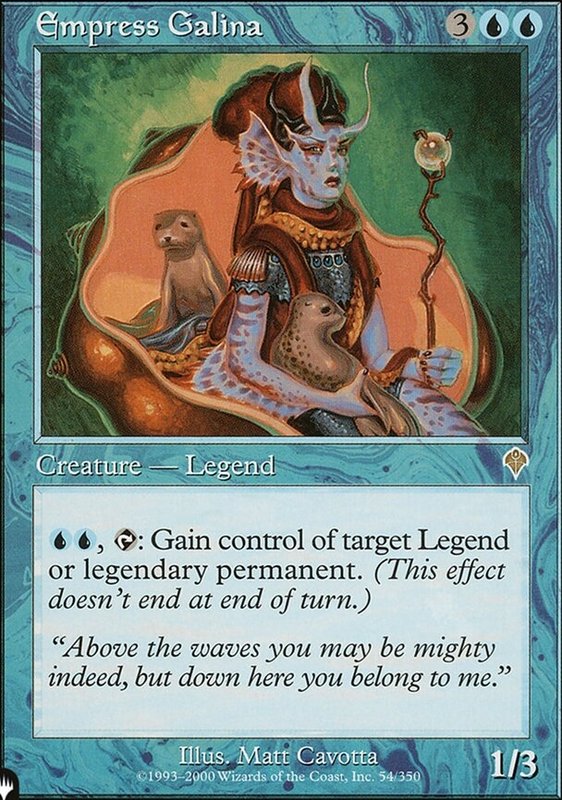 Empress Galina 3
Creature — Legend
, : Gain control of target Legend
or legendary permanent. (This effect
doesn't end at end of turn.)
“Above the waves you may be mighty
indeed, but down here you belong to me.”
Illus. Matt Cavotta
©1993–2000 Wizards of the Coast, Inc. 54/350
1/3